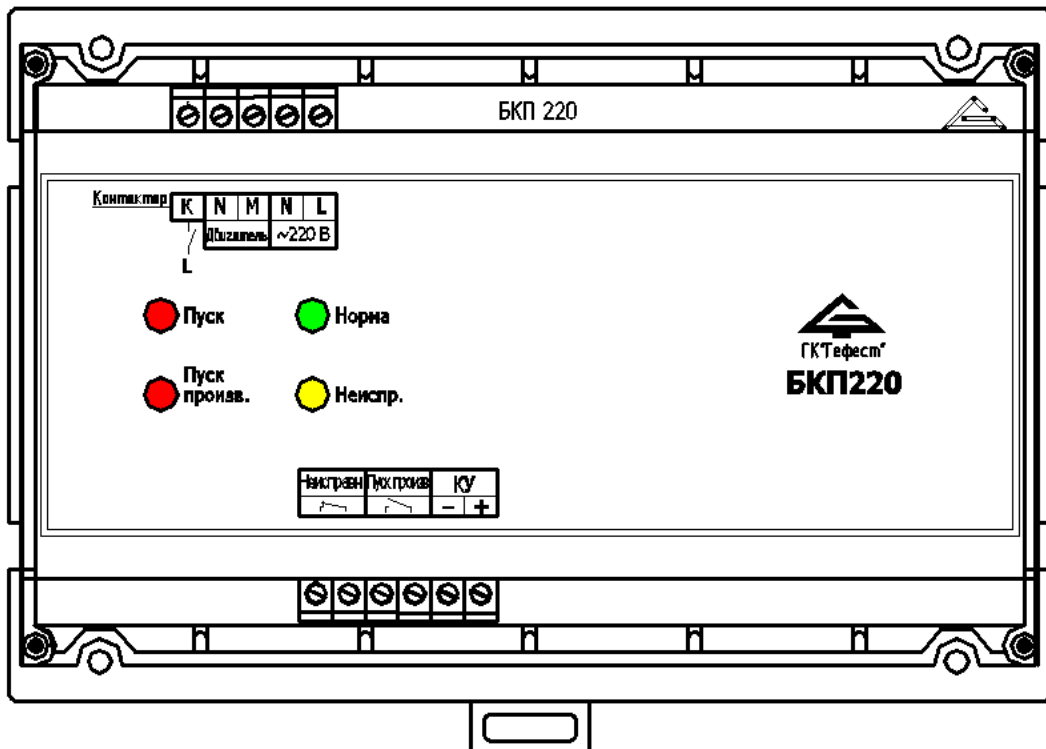 БКП 220
Контактор
K N M N L
Двигатель ~220 В
L
Пуск
Норма
Пуск
произв.
Неиспр.
ГК"Гефест"
БКП220
Неисправн Пуск произв КУ
− +